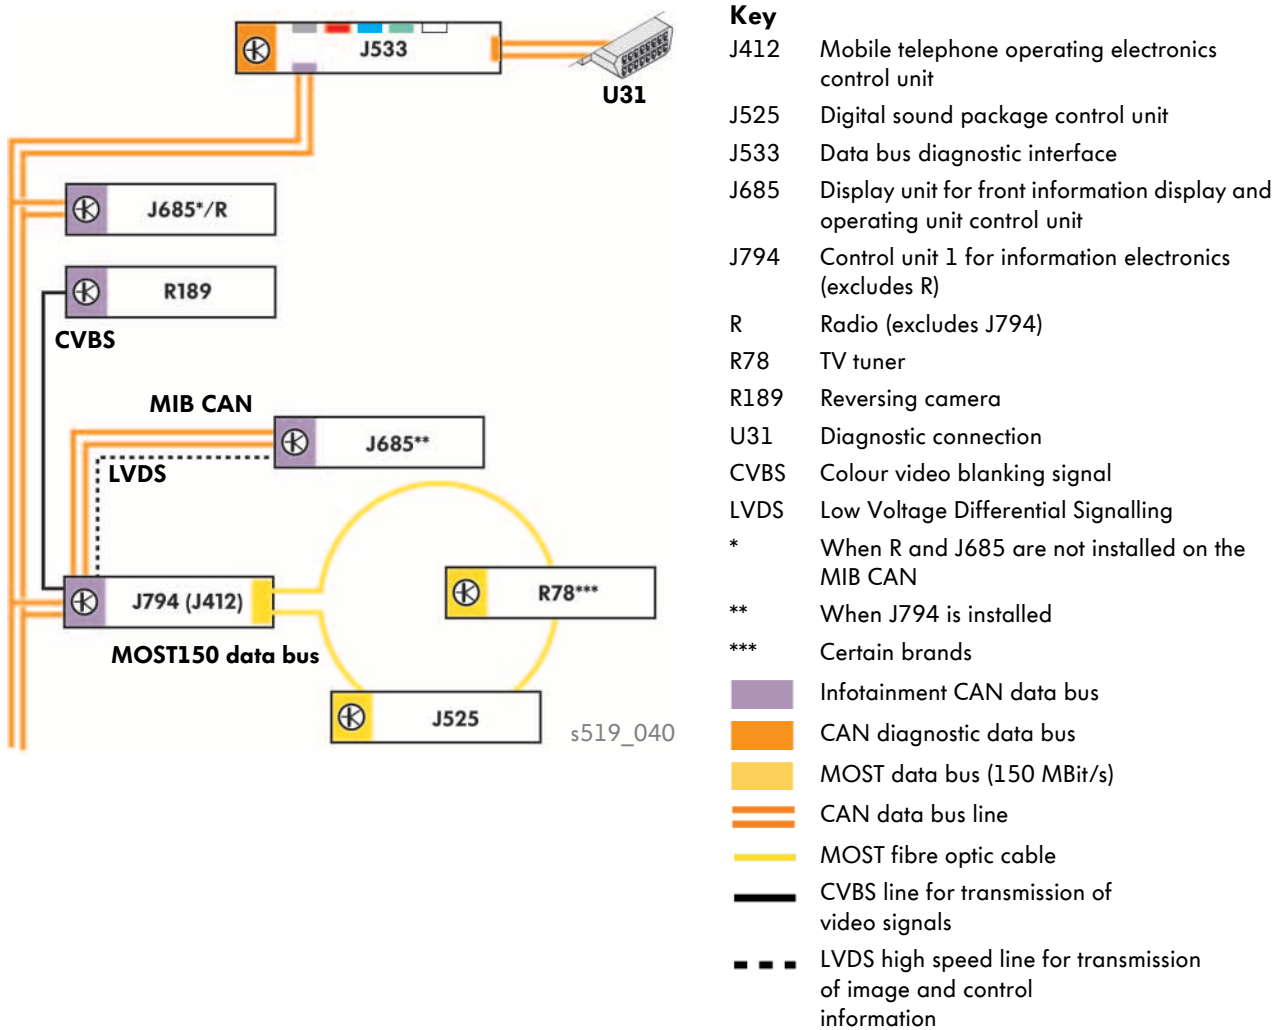 J533
U31
J685*/R
R189
CVBS
MIB CAN
J685**
LVDS
R78***
J794 (J412)
MOST150 data bus
J525
s519_040
Key
J412 Mobile telephone operating electronics
control unit
J525 Digital sound package control unit
J533 Data bus diagnostic interface
J685 Display unit for front information display and
operating unit control unit
J794 Control unit 1 for information electronics
(excludes R)
R Radio (excludes J794)
R78 TV tuner
R189 Reversing camera
U31 Diagnostic connection
CVBS Colour video blanking signal
LVDS Low Voltage Differential Signalling
* When R and J685 are not installed on the
MIB CAN
** When J794 is installed
*** Certain brands
Infotainment CAN data bus
CAN diagnostic data bus
MOST data bus (150 MBit/s)
CAN data bus line
MOST fibre optic cable
CVBS line for transmission of
video signals
LVDS high speed line for transmission
of image and control
information